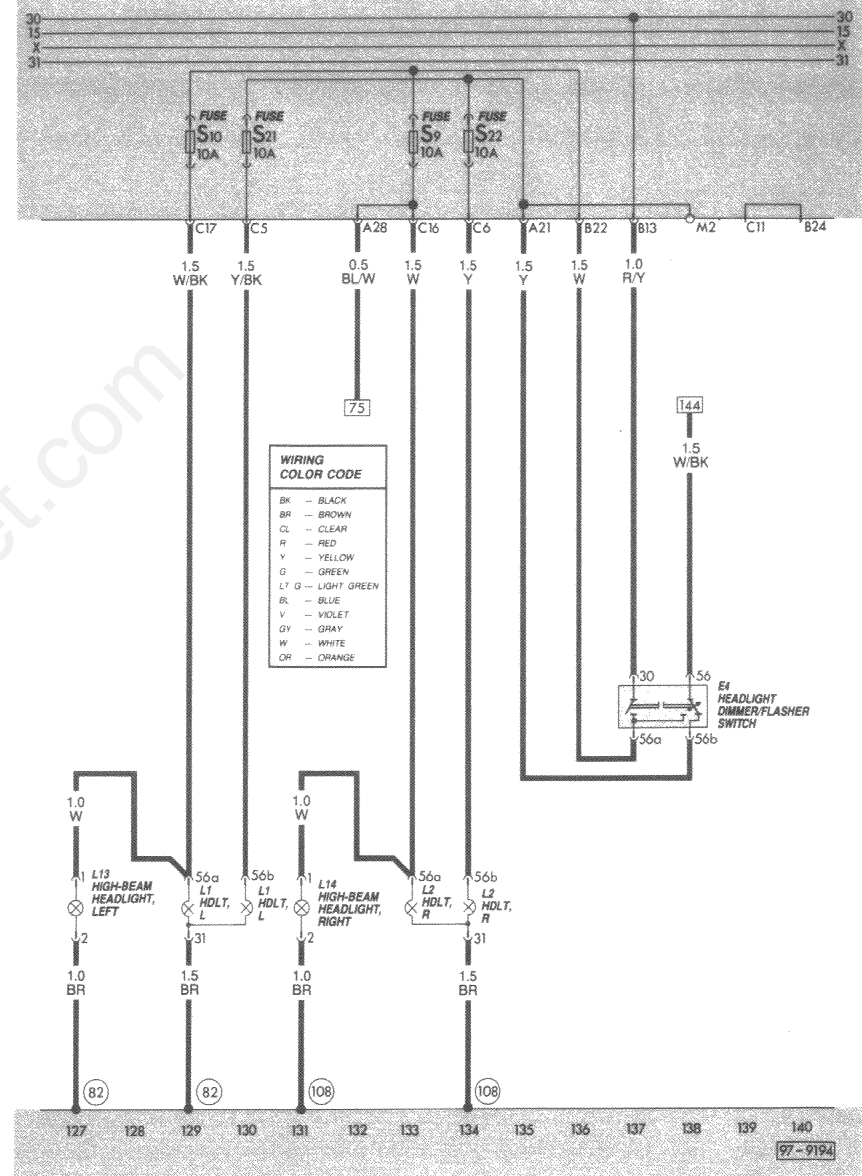 30 30
15 15
X X
31 31
FUSE FUSE FUSE FUSE
S10 S21 S9 S22
10A 10A 10A 10A
C17 C5 A28 C16 C6 A21 B22 B13 M2 C11 B24
1.5 1.5 0.5 1.5 1.5 1.5 1.5 1.0
W/BK Y/BK BL/W W Y Y W R/Y
75 144
1.5
W/BK
WIRING
COLOR CODE
BK – BLACK
BR – BROWN
CL – CLEAR
R – RED
Y – YELLOW
G – GREEN
LT G – LIGHT GREEN
BL – BLUE
V – VIOLET
GY – GRAY
W – WHITE
OR – ORANGE
30 56
E4
HEADLIGHT
DIMMER/FLASHER
SWITCH
56a 56b
1.0 1.0
W W
1 56a 56b 1 56a 56b
L13
HIGH-BEAM
HEADLIGHT,
LEFT
L1
HDLT,
L
L1
HDLT,
L
L14
HIGH-BEAM
HEADLIGHT,
RIGHT
L2
HDLT,
R
L2
HDLT,
R
2 31 2 31
1.0 1.5 1.0 1.5
BR BR BR BR
82 82 108 108
127 128 129 130 131 132 133 134 135 136 137 138 139 140
97-9194
et.com